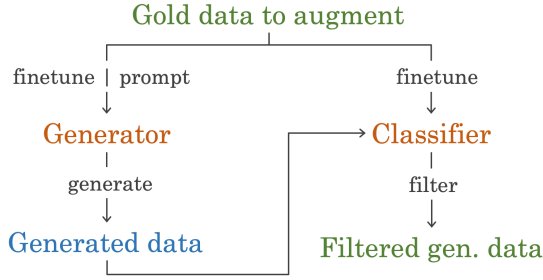 Gold data to augment
finetune | prompt
finetune
Generator
Classifier
generate
filter
Generated data
Filtered gen. data